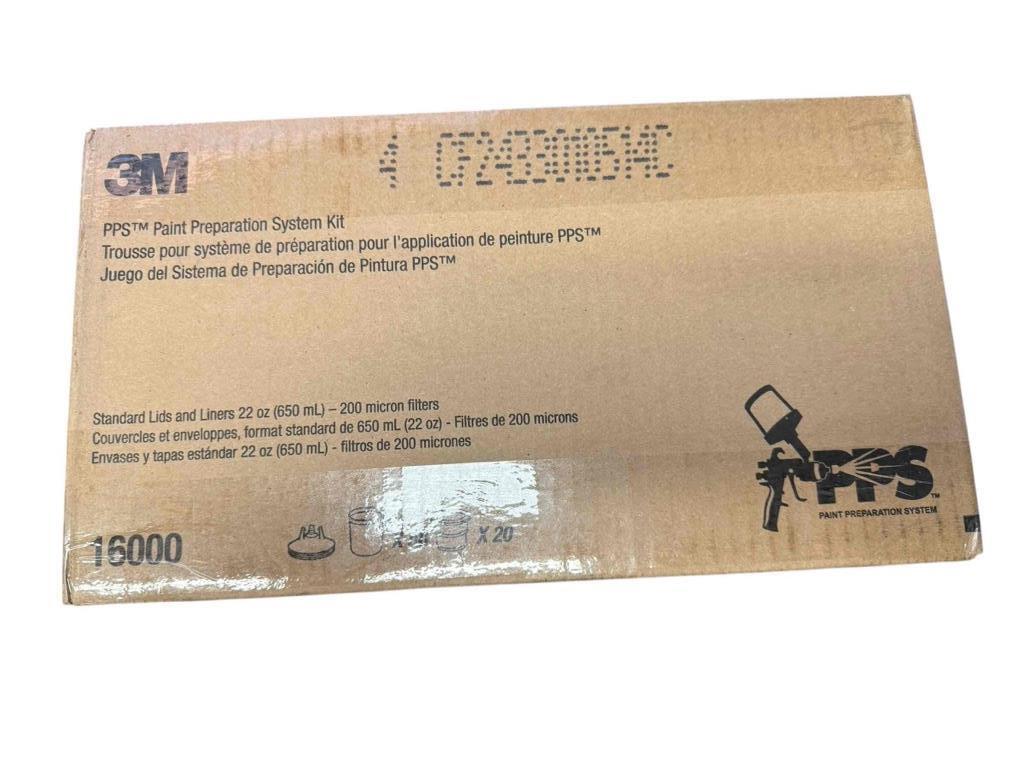 3M
4
PPS™ Paint Preparation System Kit
Trousse pour système de préparation pour l'application de peinture PPS™
Juego del Sistema de Preparación de Pintura PPS™
Standard Lids and Liners 22 oz (650 mL) – 200 micron filters
Couvercles et enveloppes, format standard de 650 mL (22 oz) - Filtres de 200 microns
Envases y tapas estándar 22 oz (650 mL) - filtros de 200 micrones
PPS™
PAINT PREPARATION SYSTEM
16000
X 20